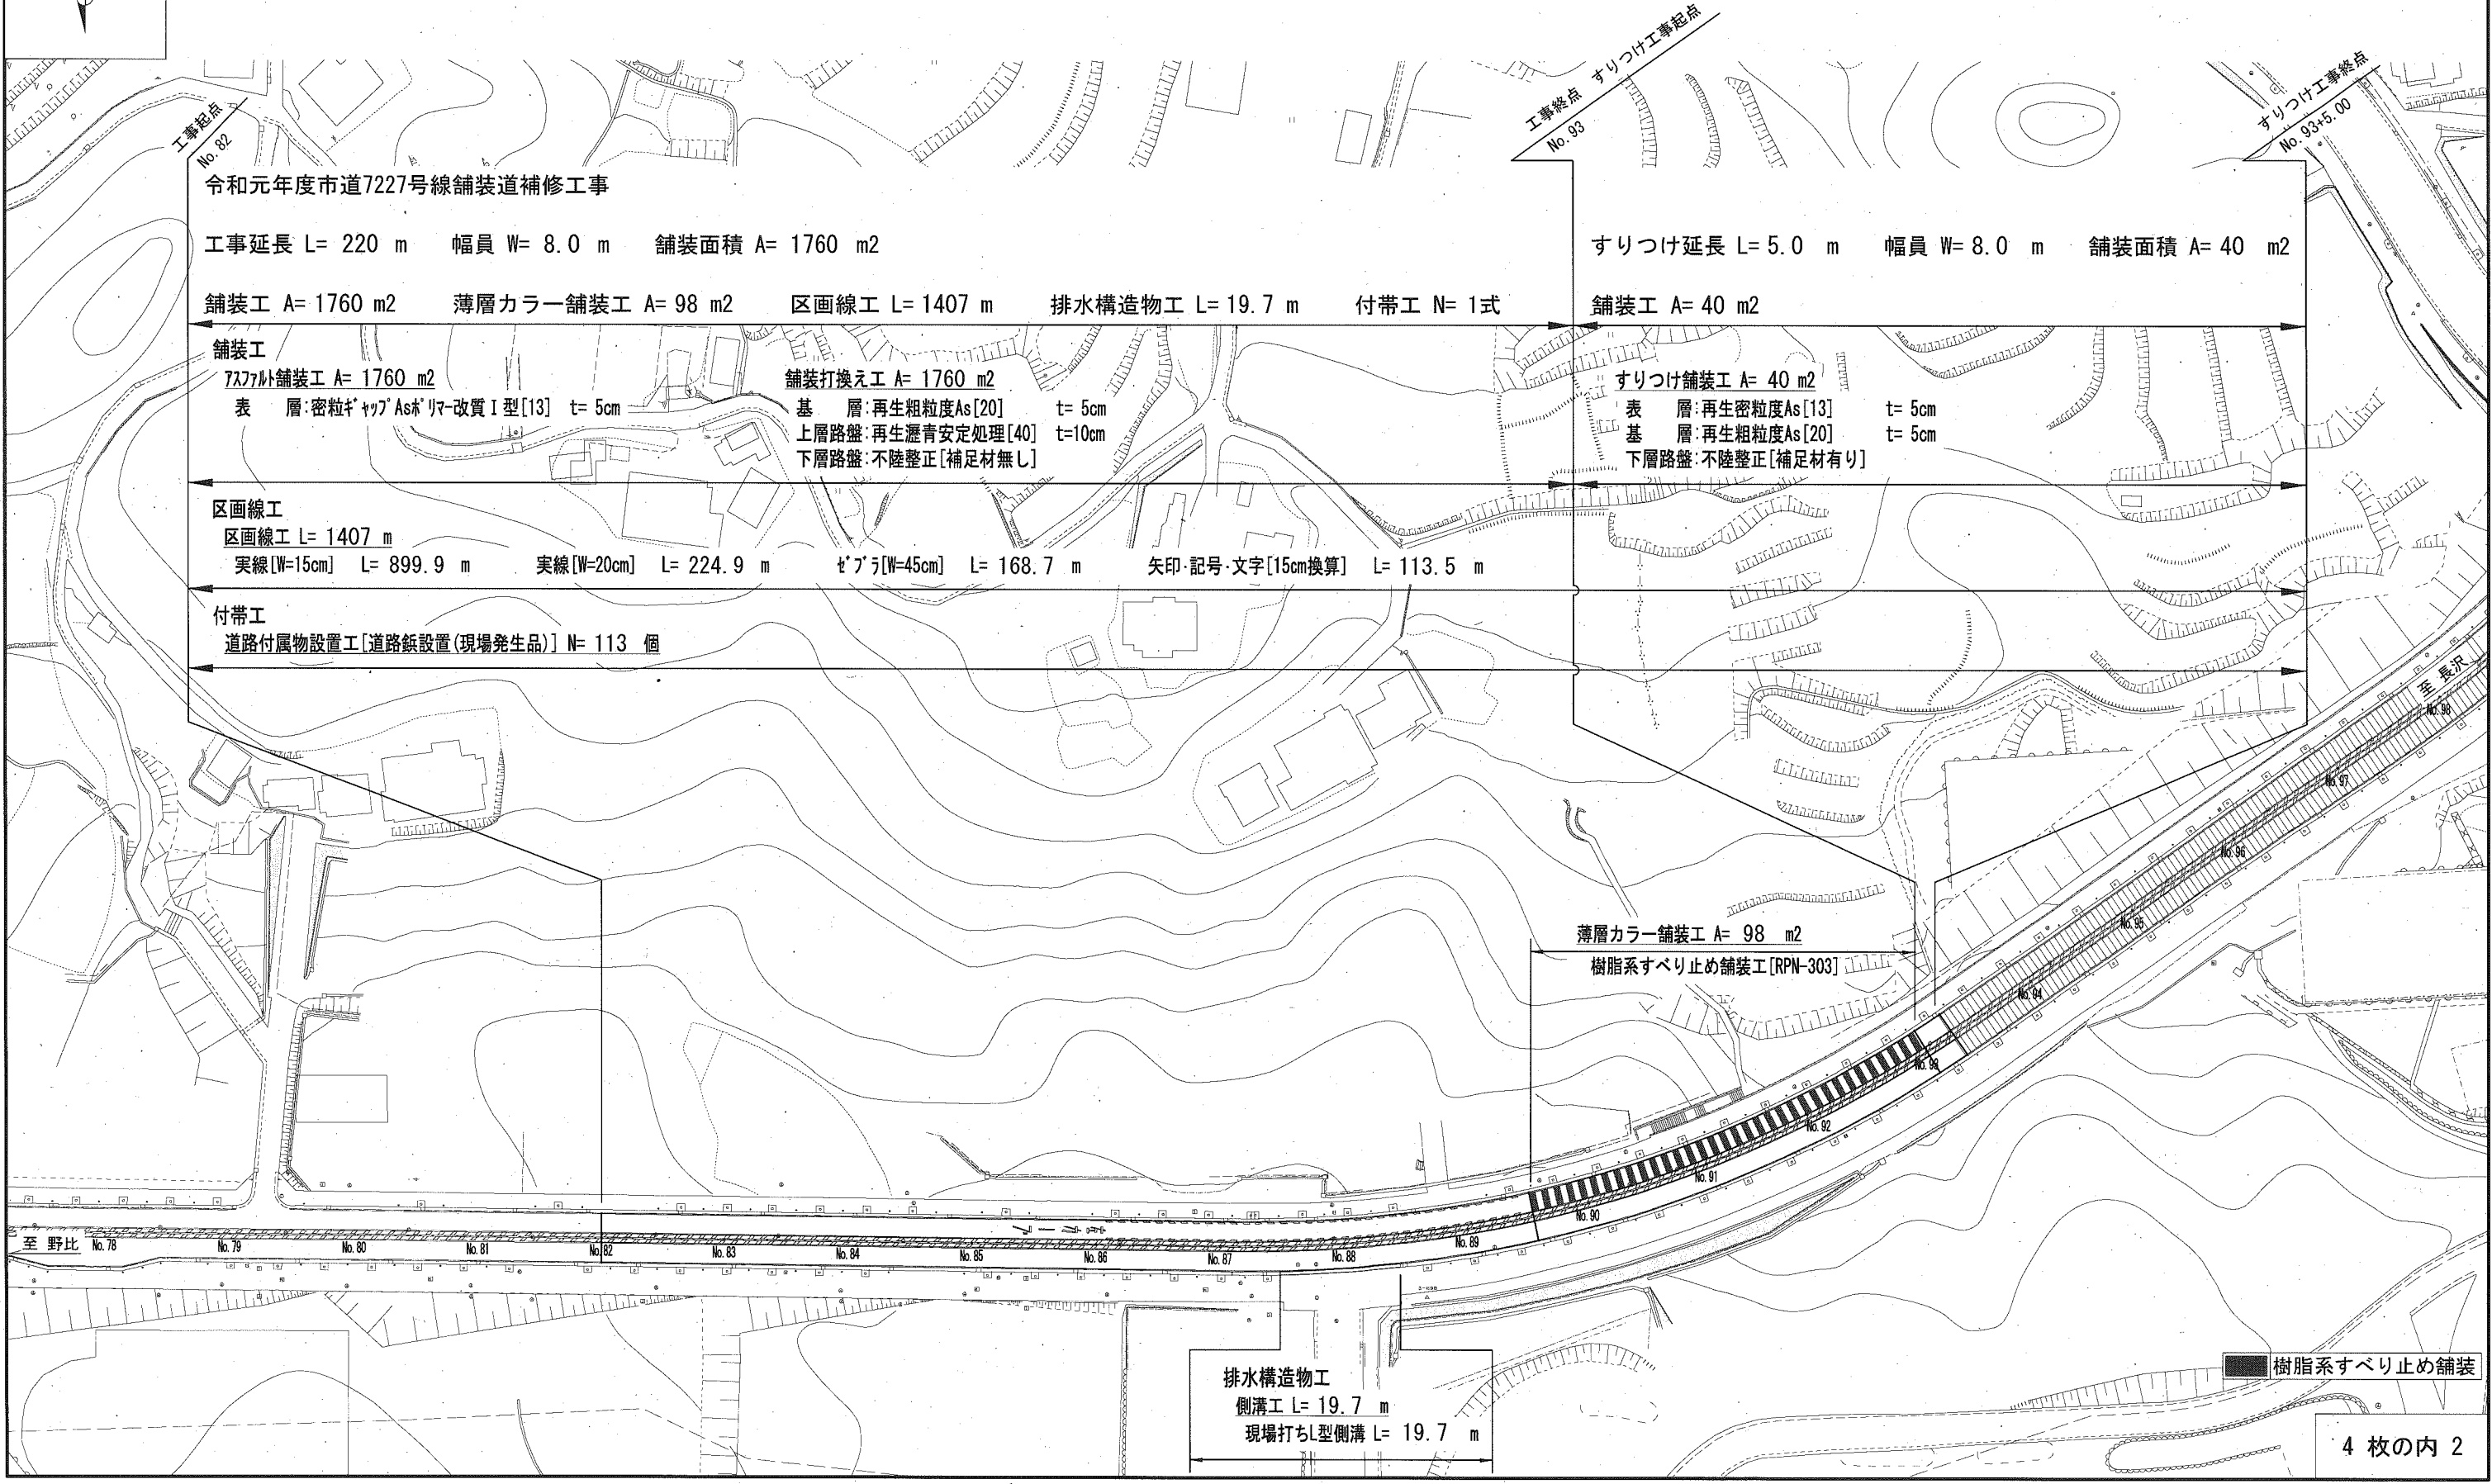 工事起点
No. 82
工事終点 すりつけ工事起点
No. 93
すりつけ工事終点
No. 93+5.00
令和元年度市道7227号線舗装道補修工事
工事延長 L= 220 m 幅員 W= 8.0 m 舗装面積 A= 1760 m2
すりつけ延長 L= 5.0 m 幅員 W= 8.0 m 舗装面積 A= 40 m2
舗装工 A= 1760 m2 薄層カラー舗装工 A= 98 m2 区画線工 L= 1407 m 排水構造物工 L= 19.7 m 付帯工 N= 1式
舗装工 A= 40 m2
舗装工
ｱｽﾌｧﾙﾄ舗装工 A= 1760 m2
表 層:密粒ｷﾞｬｯﾌﾟAsﾎﾟﾘﾏｰ改質Ⅰ型[13] t= 5cm
舗装打換え工 A= 1760 m2
基 層:再生粗粒度As[20] t= 5cm
上層路盤:再生瀝青安定処理[40] t=10cm
下層路盤:不陸整正[補足材無し]
すりつけ舗装工 A= 40 m2
表 層:再生密粒度As[13] t= 5cm
基 層:再生粗粒度As[20] t= 5cm
下層路盤:不陸整正[補足材有り]
区画線工
区画線工 L= 1407 m
実線[W=15cm] L= 899.9 m 実線[W=20cm] L= 224.9 m ｾﾞﾌﾞﾗ[W=45cm] L= 168.7 m 矢印･記号･文字[15cm換算] L= 113.5 m
付帯工
道路付属物設置工[道路鋲設置(現場発生品)] N= 113 個
至 長沢
No. 98
No. 97
No. 96
No. 95
No. 94
No. 93
薄層カラー舗装工 A= 98 m2
樹脂系すべり止め舗装工[RPN-303]
No. 92
No. 91
No. 90
至 野比 No. 78 No. 79 No. 80 No. 81 No. 82 No. 83 No. 84 No. 85 No. 86 No. 87 No. 88 No. 89
排水構造物工
側溝工 L= 19.7 m
現場打ちL型側溝 L= 19.7 m
樹脂系すべり止め舗装
4 枚の内 2